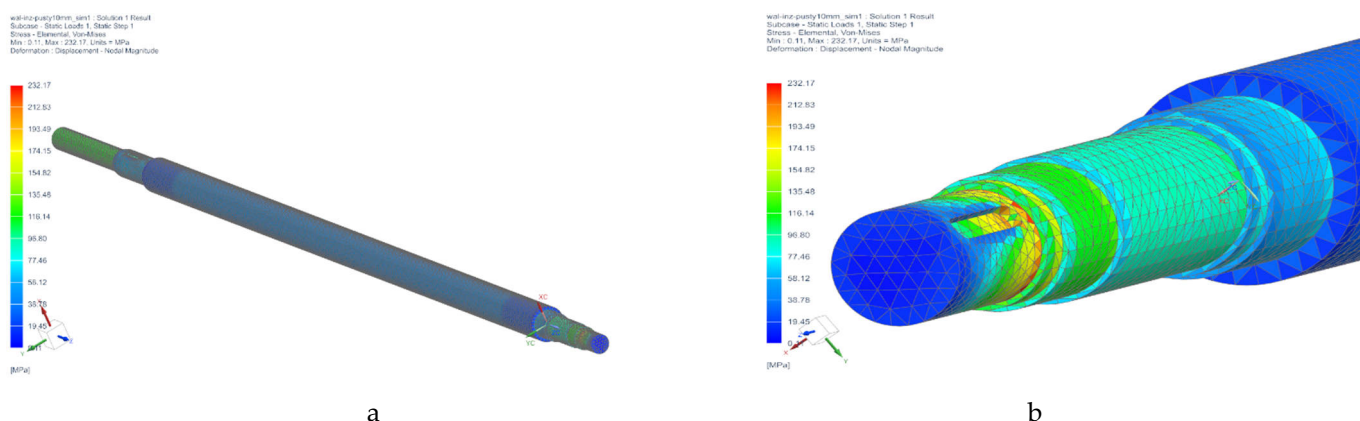 wal-inz-pusty10mm_sim1 : Solution 1 Result
Subcase - Static Loads 1, Static Step 1
Stress - Elemental, Von-Mises
Min : 0.11, Max : 232.17, Units = MPa
Deformation : Displacement - Nodal Magnitude
232.17
212.83
193.49
174.15
154.82
135.48
116.14
96.80
77.46
58.12
38.78
19.45
[MPa]
XC
YC
Y
a
wal-inz-pusty10mm_sim1 : Solution 1 Result
Subcase - Static Loads 1, Static Step 1
Stress - Elemental, Von-Mises
Min : 0.11, Max : 232.17, Units = MPa
Deformation : Displacement - Nodal Magnitude
232.17
212.83
193.49
174.15
154.82
135.48
116.14
96.80
77.46
58.12
38.78
19.45
[MPa]
X
Y
b